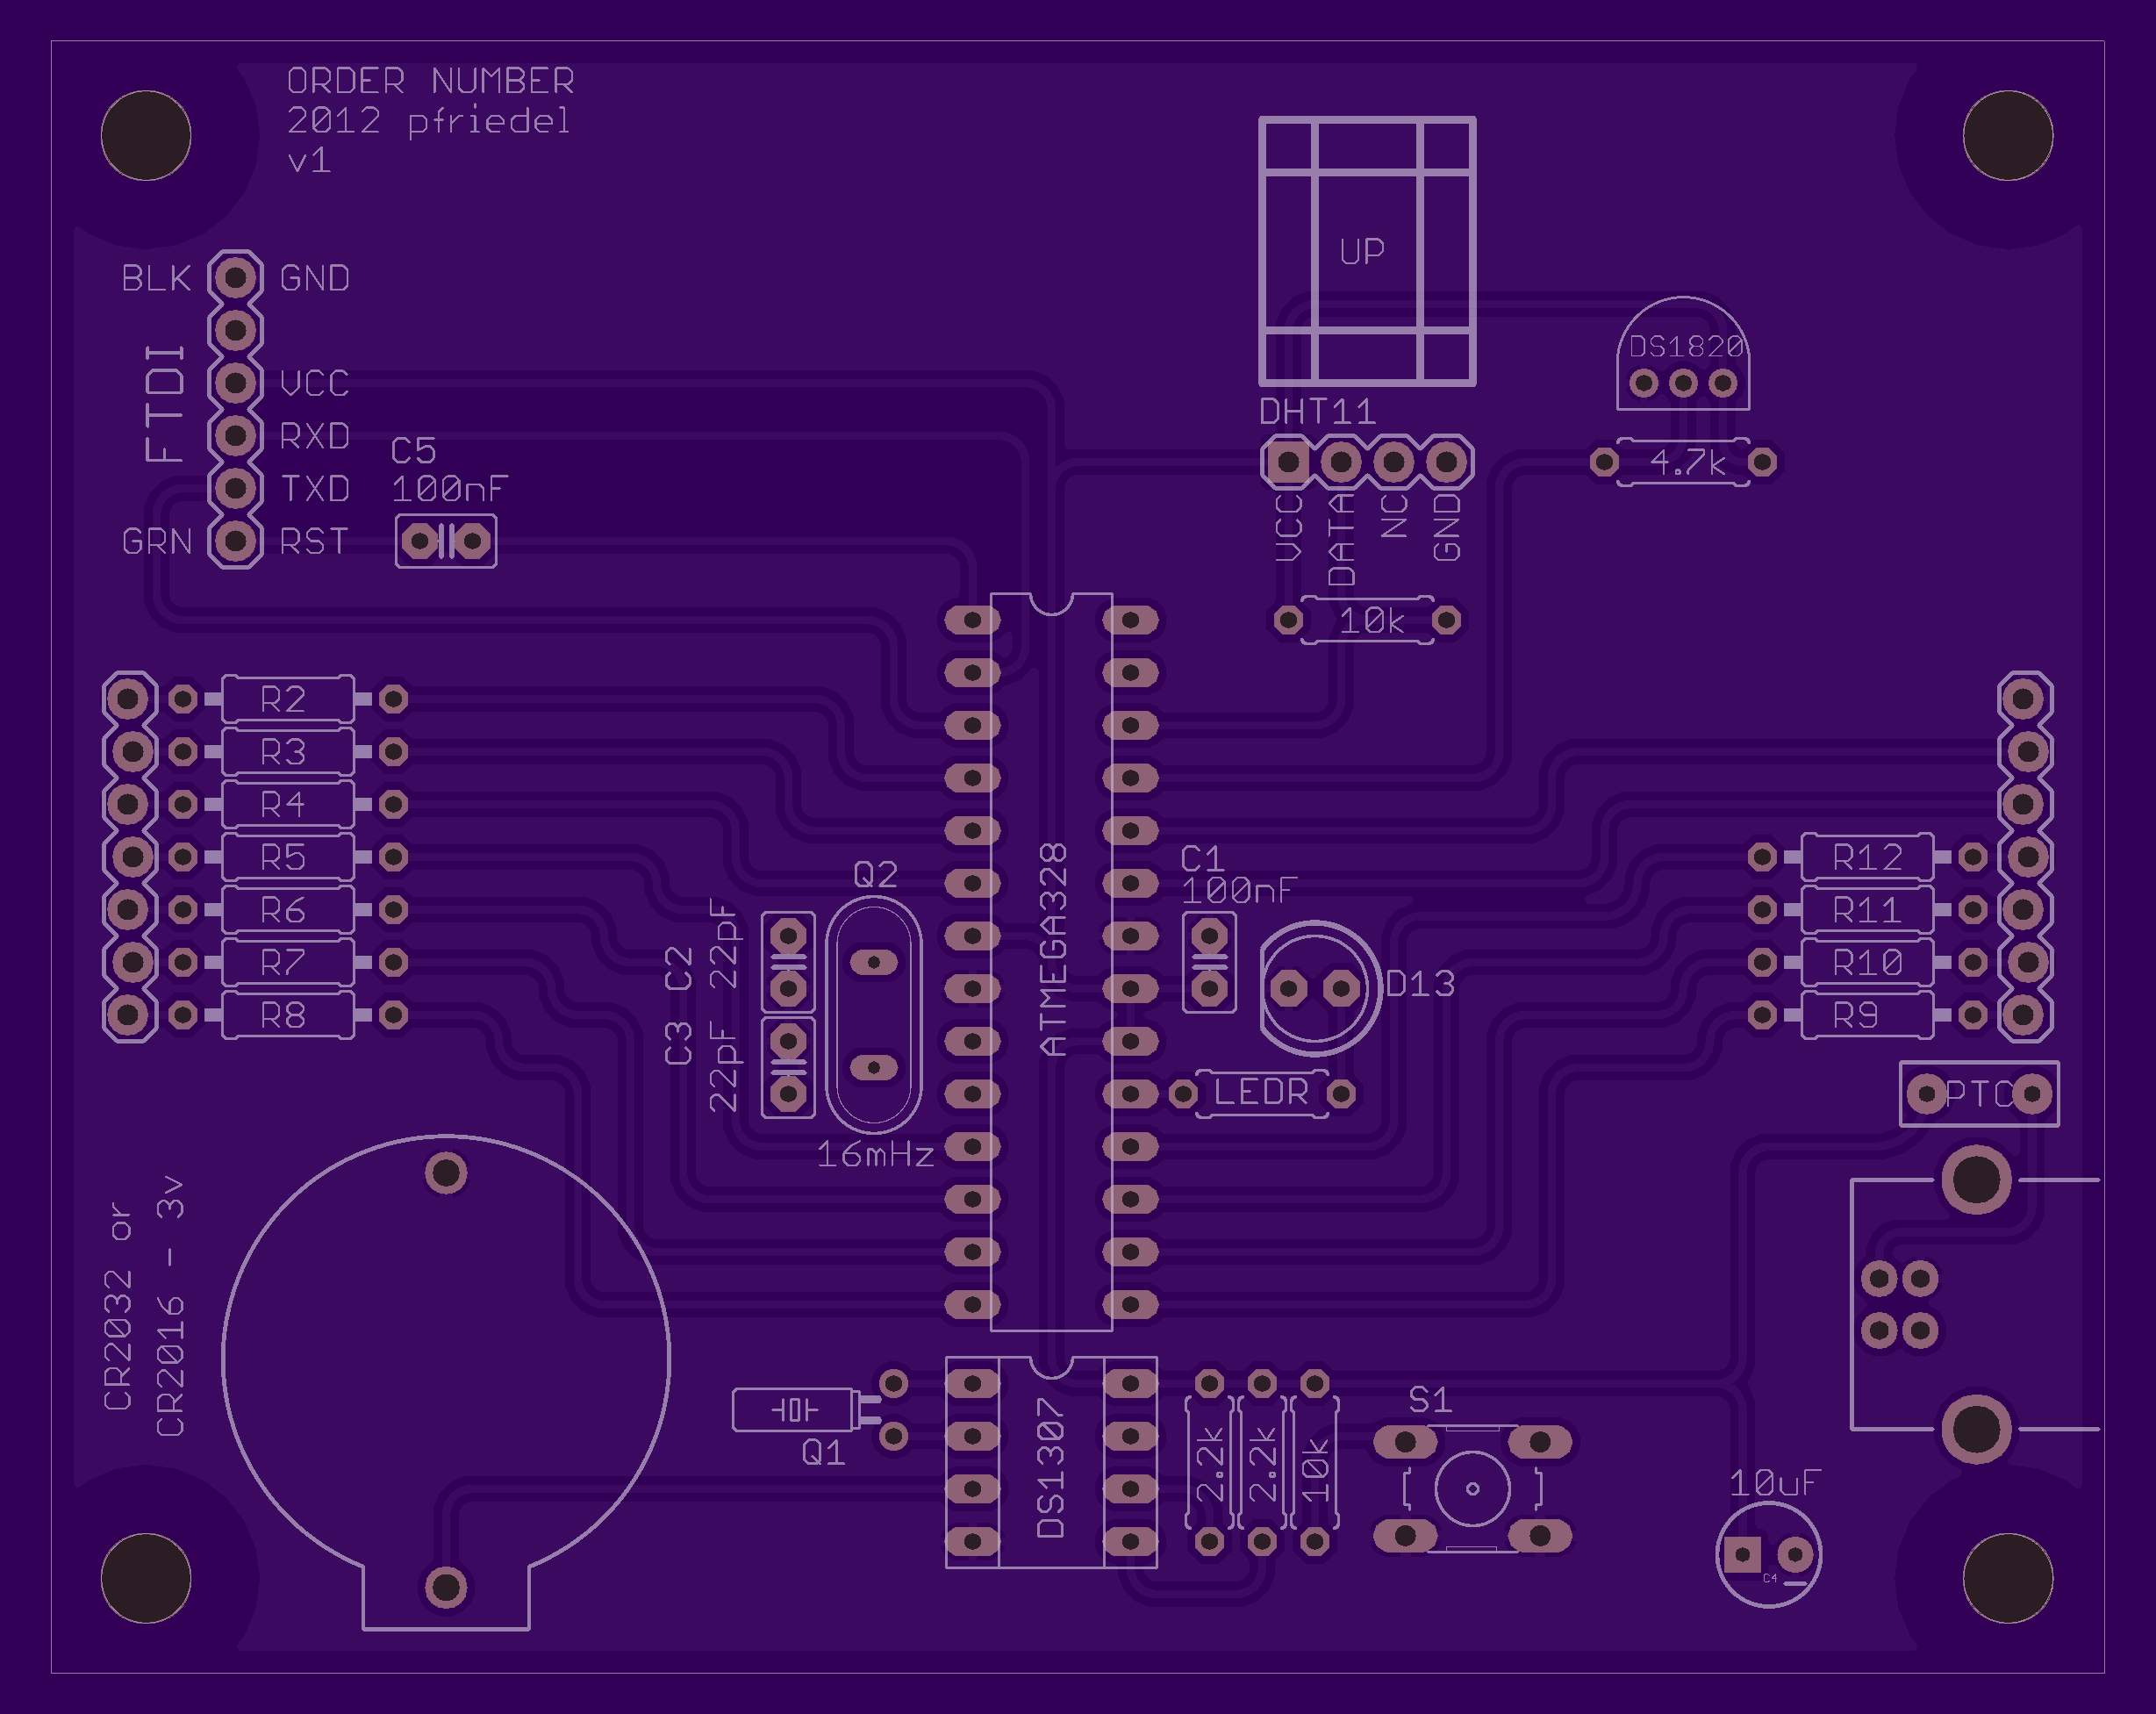 ORDER NUMBER
2012 pfriedel
v1
UP
BLK
GND
FTDI
VCC
RXD
TXD
GRN
RST
C5
100nF
DS1820
DHT11
4.7k
VCC
DATA
NC
GND
10k
R2
R3
R4
R5
R6
R7
R8
Q2
C2
22pF
C3
22pF
16mHz
ATMEGA328
C1
100nF
D13
LEDR
R12
R11
R10
R9
PTC
CR2032 or
CR2016 - 3v
Q1
DS1307
2.2k
2.2k
10k
S1
10uF
C4